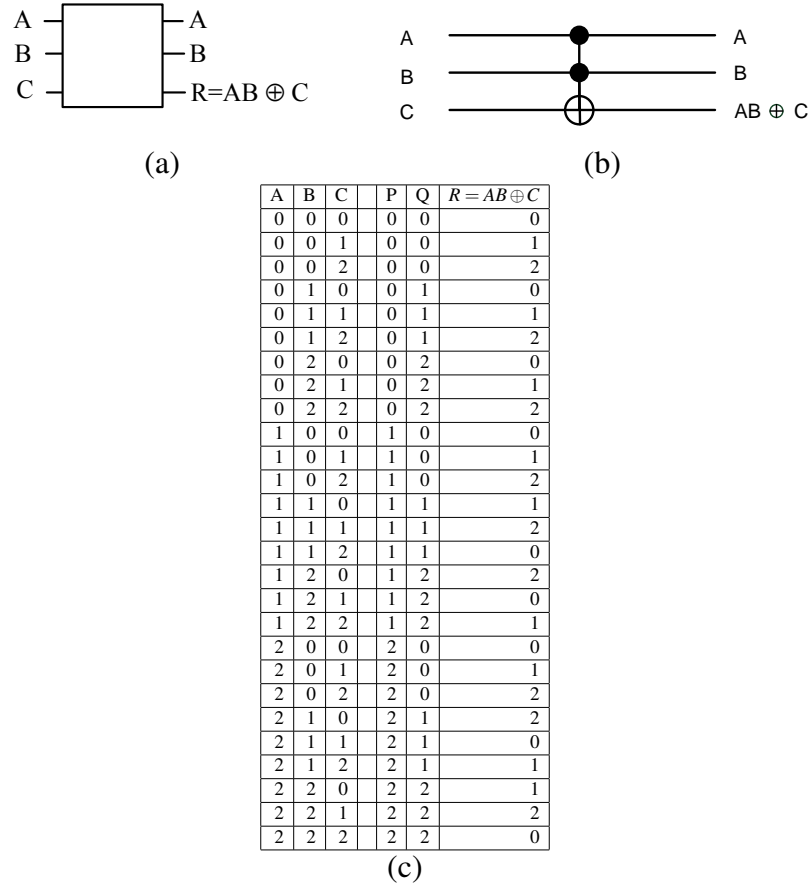 A A
B B
C R=AB ⊕ C
(a)
A A
B B
C AB ⊕ C
(b)
A B C P Q R = AB ⊕ C
0 0 0 0 0 0
0 0 1 0 0 1
0 0 2 0 0 2
0 1 0 0 1 0
0 1 1 0 1 1
0 1 2 0 1 2
0 2 0 0 2 0
0 2 1 0 2 1
0 2 2 0 2 2
1 0 0 1 0 0
1 0 1 1 0 1
1 0 2 1 0 2
1 1 0 1 1 1
1 1 1 1 1 2
1 1 2 1 1 0
1 2 0 1 2 2
1 2 1 1 2 0
1 2 2 1 2 1
2 0 0 2 0 0
2 0 1 2 0 1
2 0 2 2 0 2
2 1 0 2 1 2
2 1 1 2 1 0
2 1 2 2 1 1
2 2 0 2 2 1
2 2 1 2 2 2
2 2 2 2 2 0
(c)